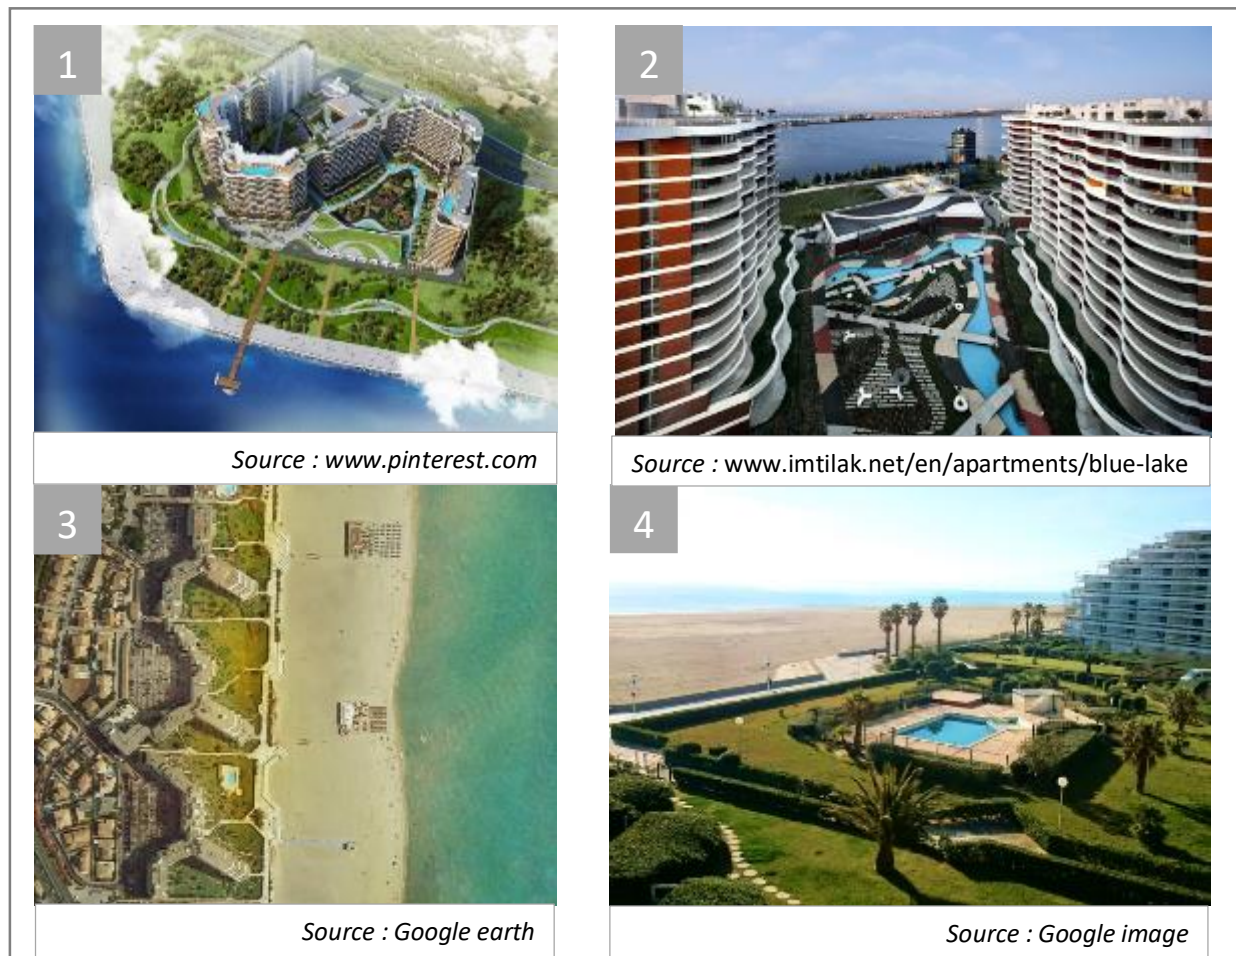 1
2
Source : www.pinterest.com
Source : www.imtilak.net/en/apartments/blue-lake
3
4
Source : Google earth
Source : Google image